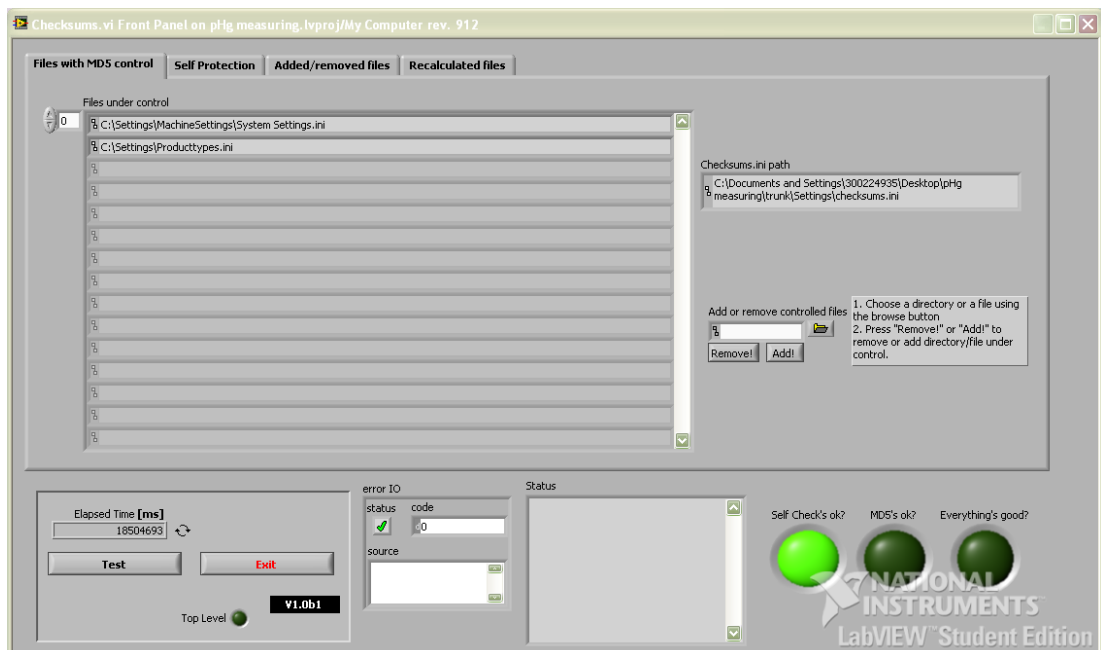 Checksums.vi Front Panel on pHg measuring.lvproj/My Computer rev. 912
Files with MD5 control
Self Protection
Added/removed files
Recalculated files
Files under control
0
C:\Settings\MachineSettings\System Settings.ini
C:\Settings\Producttypes.ini
Checksums.ini path
C:\Documents and Settings\300224935\Desktop\pHg
measuring\trunk\Settings\checksums.ini
Add or remove controlled files
Remove!
Add!
1. Choose a directory or a file using
the browse button
2. Press "Remove!" or "Add!" to
remove or add directory/file under
control.
Elapsed Time [ms]
18504693
Test
Exit
V1.0b1
Top Level
error IO
status
code
d0
source
Status
Self Check's ok?
MD5's ok?
Everything's good?
NATIONAL
INSTRUMENTS
LabVIEW™ Student Edition